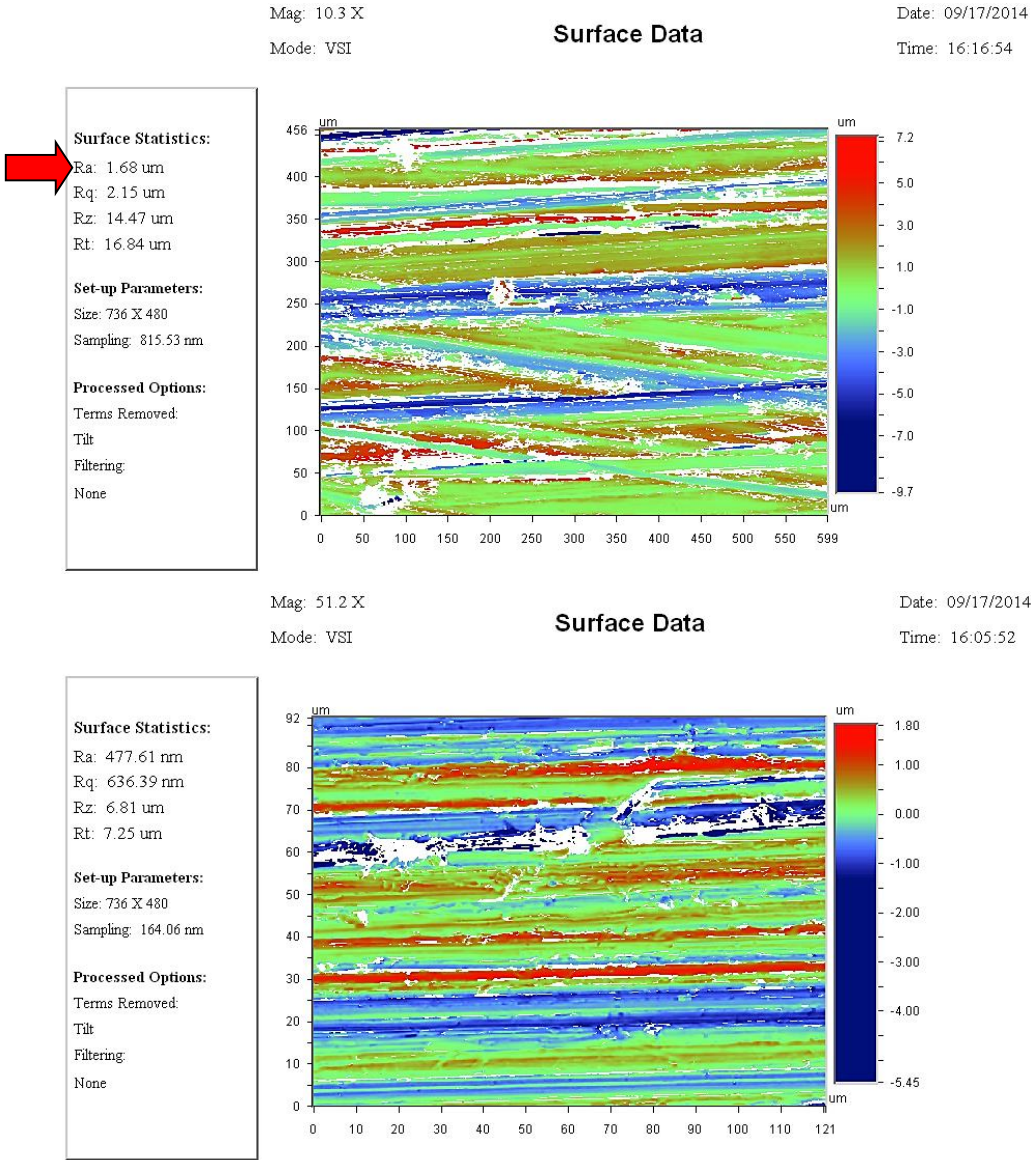 Mag: 10.3 X
Date: 09/17/2014
Surface Data
Mode: VSI
Time: 16:16:54
Surface Statistics:
Ra: 1.68 um
Rq: 2.15 um
Rz: 14.47 um
Rt: 16.84 um
Set-up Parameters:
Size: 736 X 480
Sampling: 815.53 nm
Processed Options:
Terms Removed:
Tilt
Filtering:
None
um
456
400
350
300
250
200
150
100
50
0
0 50 100 150 200 250 300 350 400 450 500 550 599
um
7.2
5.0
3.0
1.0
-1.0
-3.0
-5.0
-7.0
-9.7
um
Mag: 51.2 X
Date: 09/17/2014
Surface Data
Mode: VSI
Time: 16:05:52
Surface Statistics:
Ra: 477.61 nm
Rq: 636.39 nm
Rz: 6.81 um
Rt: 7.25 um
Set-up Parameters:
Size: 736 X 480
Sampling: 164.06 nm
Processed Options:
Terms Removed:
Tilt
Filtering:
None
um
92
80
70
60
50
40
30
20
10
0
0 10 20 30 40 50 60 70 80 90 100 110 121
um
1.80
1.00
0.00
-1.00
-2.00
-3.00
-4.00
-5.45
um